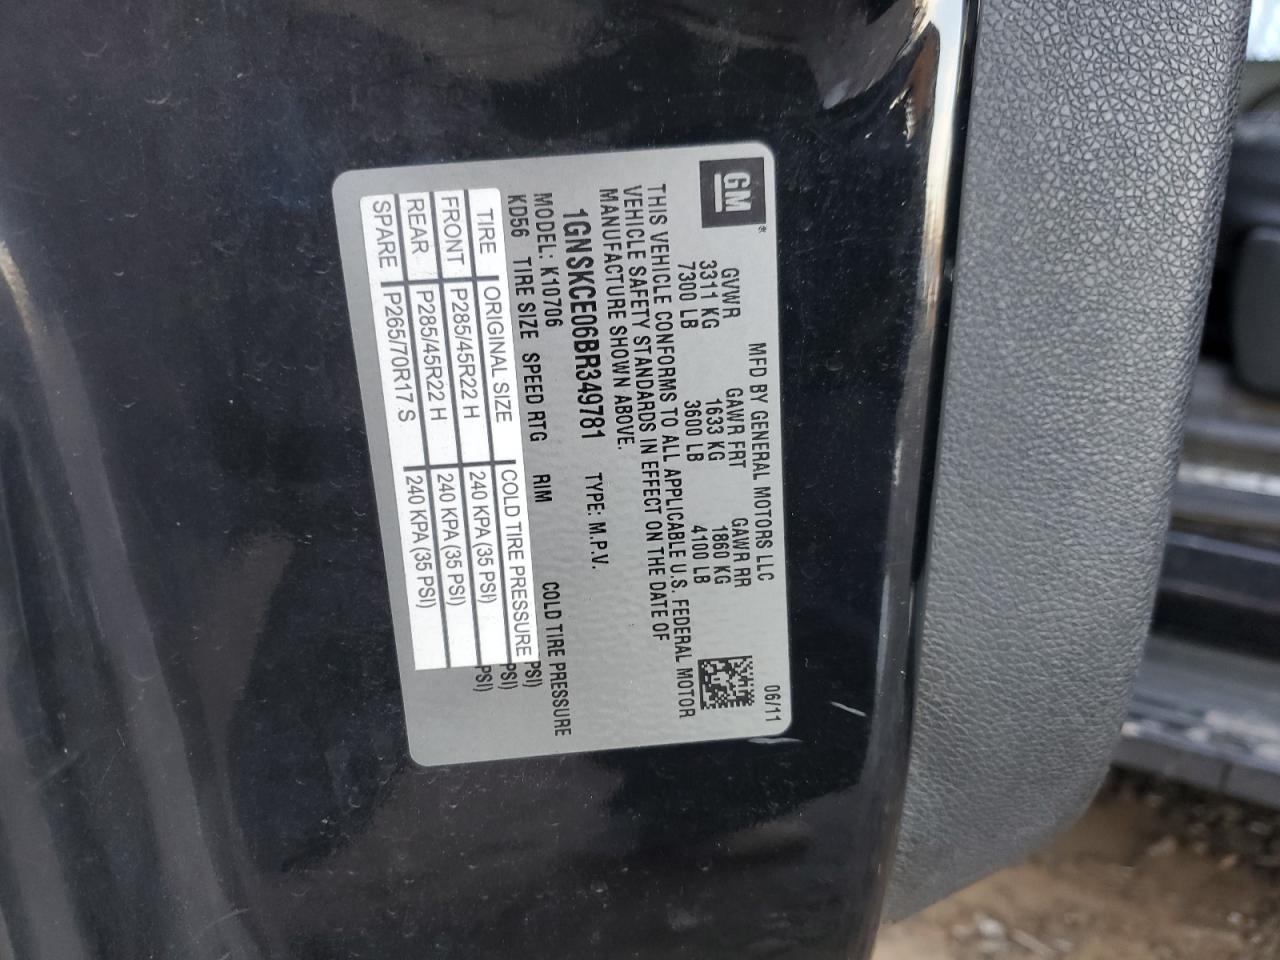 GM
MFD BY GENERAL MOTORS LLC 06/11
GVWR GAWR FRT GAWR RR
3311 KG 1633 KG 1860 KG
7300 LB 3600 LB 4100 LB
THIS VEHICLE CONFORMS TO ALL APPLICABLE U.S. FEDERAL MOTOR
VEHICLE SAFETY STANDARDS IN EFFECT ON THE DATE OF
MANUFACTURE SHOWN ABOVE.
1GNSKCE06BR349781 TYPE: M.P.V.
MODEL: K10706
KD56 TIRE SIZE SPEED RTG RIM COLD TIRE PRESSURE
TIRE ORIGINAL SIZE COLD TIRE PRESSURE PSI)
FRONT P285/45R22 H 240 KPA (35 PSI) PSI)
REAR P285/45R22 H 240 KPA (35 PSI) PSI)
SPARE P265/70R17 S 240 KPA (35 PSI)